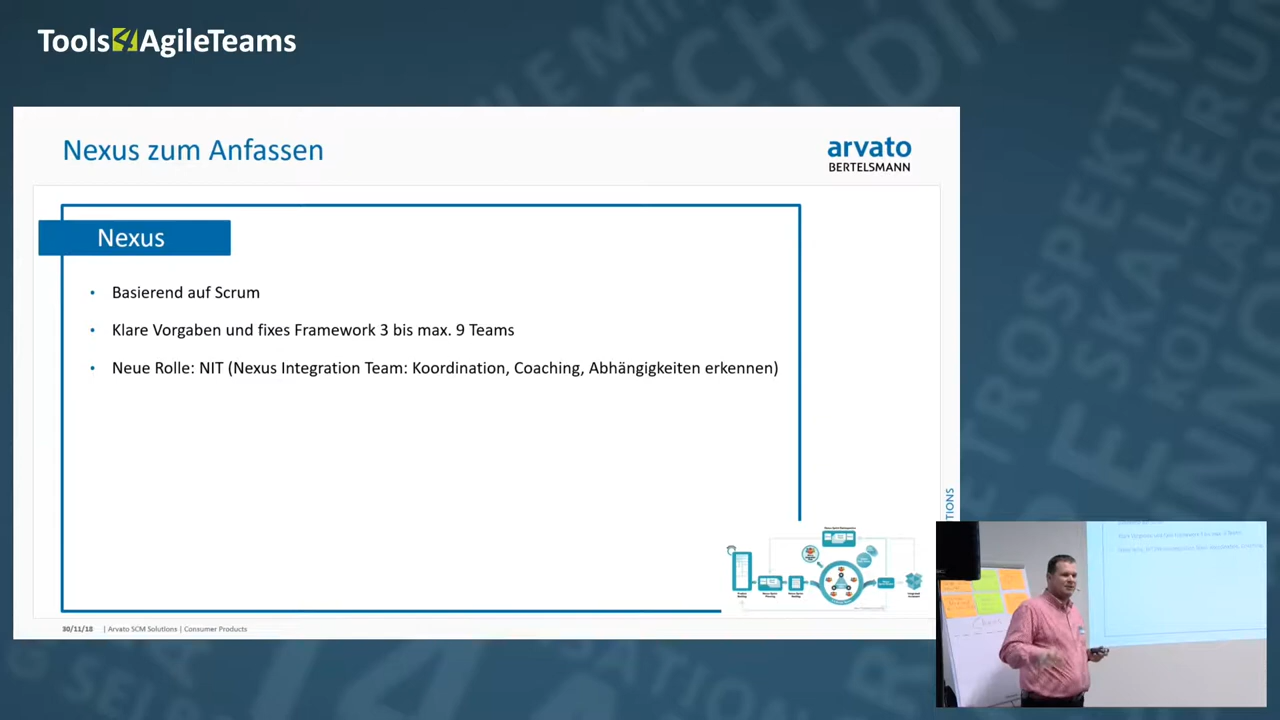 Tools4AgileTeams
Nexus zum Anfassen
arvato
BERTELSMANN
Nexus
• Basierend auf Scrum
• Klare Vorgaben und fixes Framework 3 bis max. 9 Teams
• Neue Rolle: NIT (Nexus Integration Team: Koordination, Coaching, Abhängigkeiten erkennen)
30/11/18 | Arvato SCM Solutions | Consumer Products